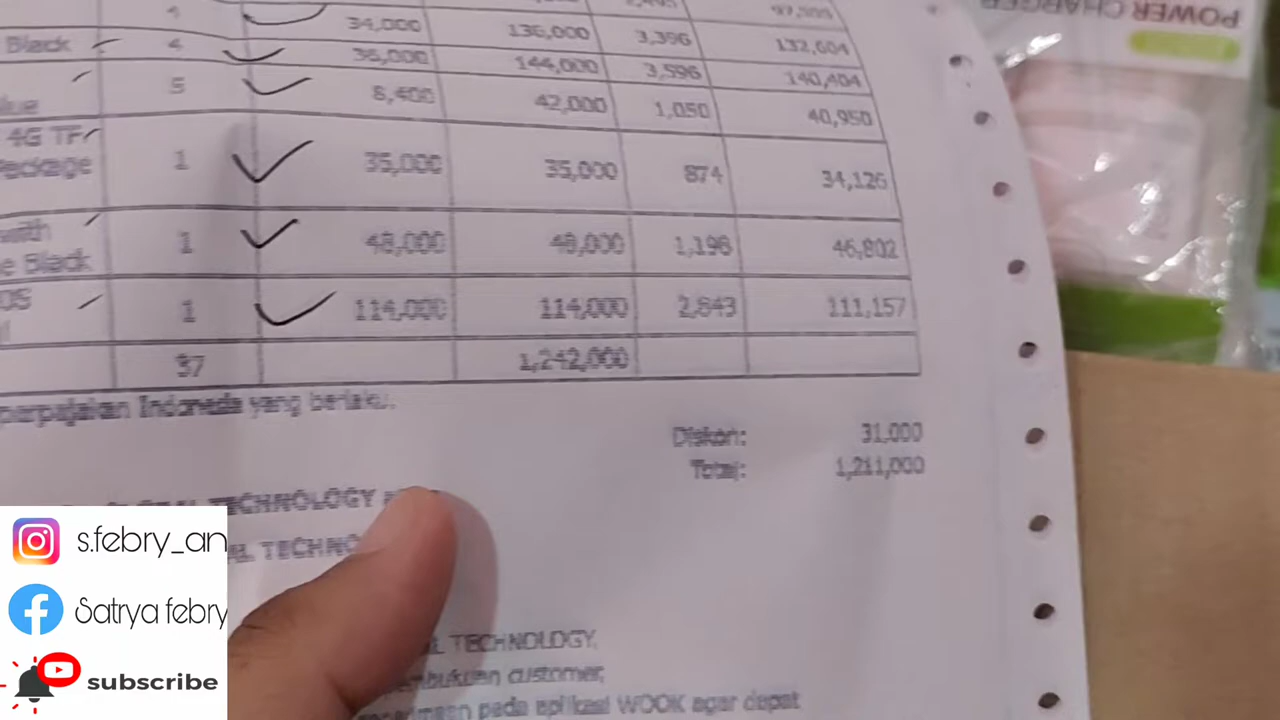 POWER CHARGER
34,000 136,000 3,396 132,604
Black 4 36,000 144,000 3,596 140,404
5 8,400 42,000 1,050 40,950
4G TF
Package 1 35,000 35,000 874 34,126
with
Black 1 48,000 48,000 1,198 46,802
1 114,000 114,000 2,843 111,157
37 1,242,000
perpajakan Indonesia yang berlaku.
Diskon: 31,000
Total: 1,211,000
TECHNOLOGY
TECHNO
TECHNOLOGY,
customer,
pada aplikasi WOOK agar dapat
s.febry_an
Satrya febry
subscribe